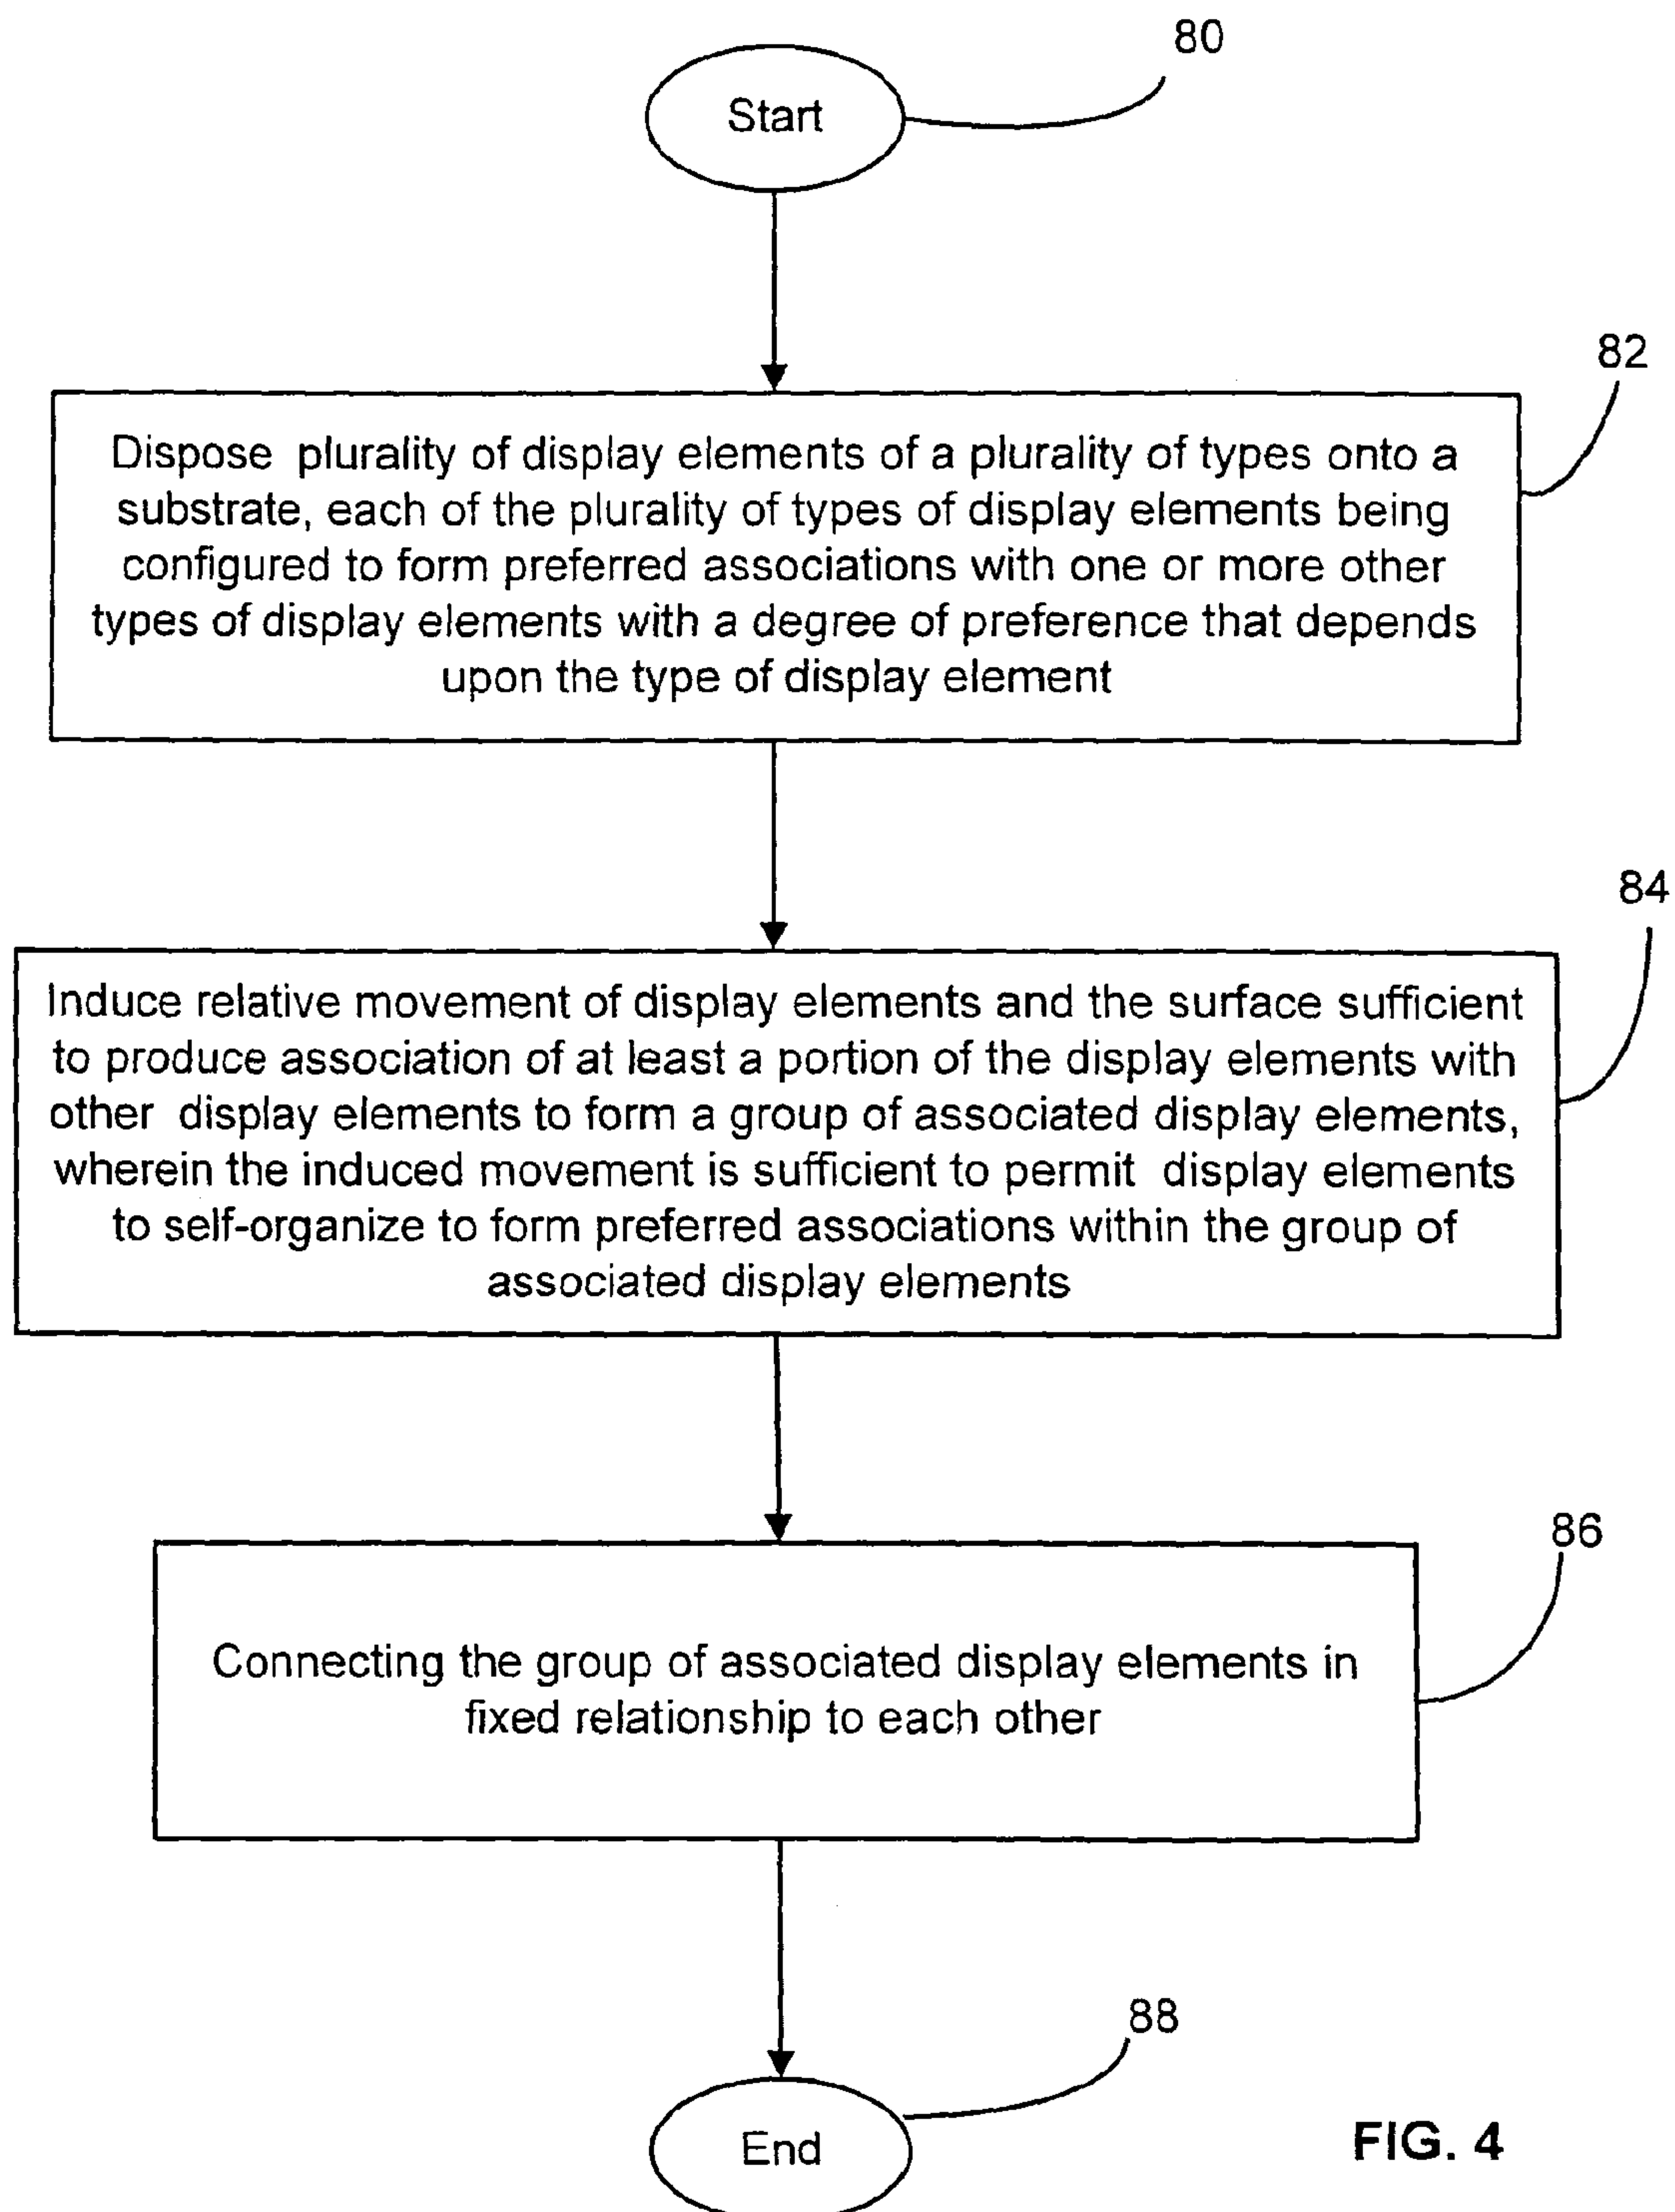 80
Start
82
Dispose plurality of display elements of a plurality of types onto a
substrate, each of the plurality of types of display elements being
configured to form preferred associations with one or more other
types of display elements with a degree of preference that depends
upon the type of display element
84
Induce relative movement of display elements and the surface sufficient
to produce association of at least a portion of the display elements with
other display elements to form a group of associated display elements,
wherein the induced movement is sufficient to permit display elements
to self-organize to form preferred associations within the group of
associated display elements
86
Connecting the group of associated display elements in
fixed relationship to each other
88
End
FIG. 4